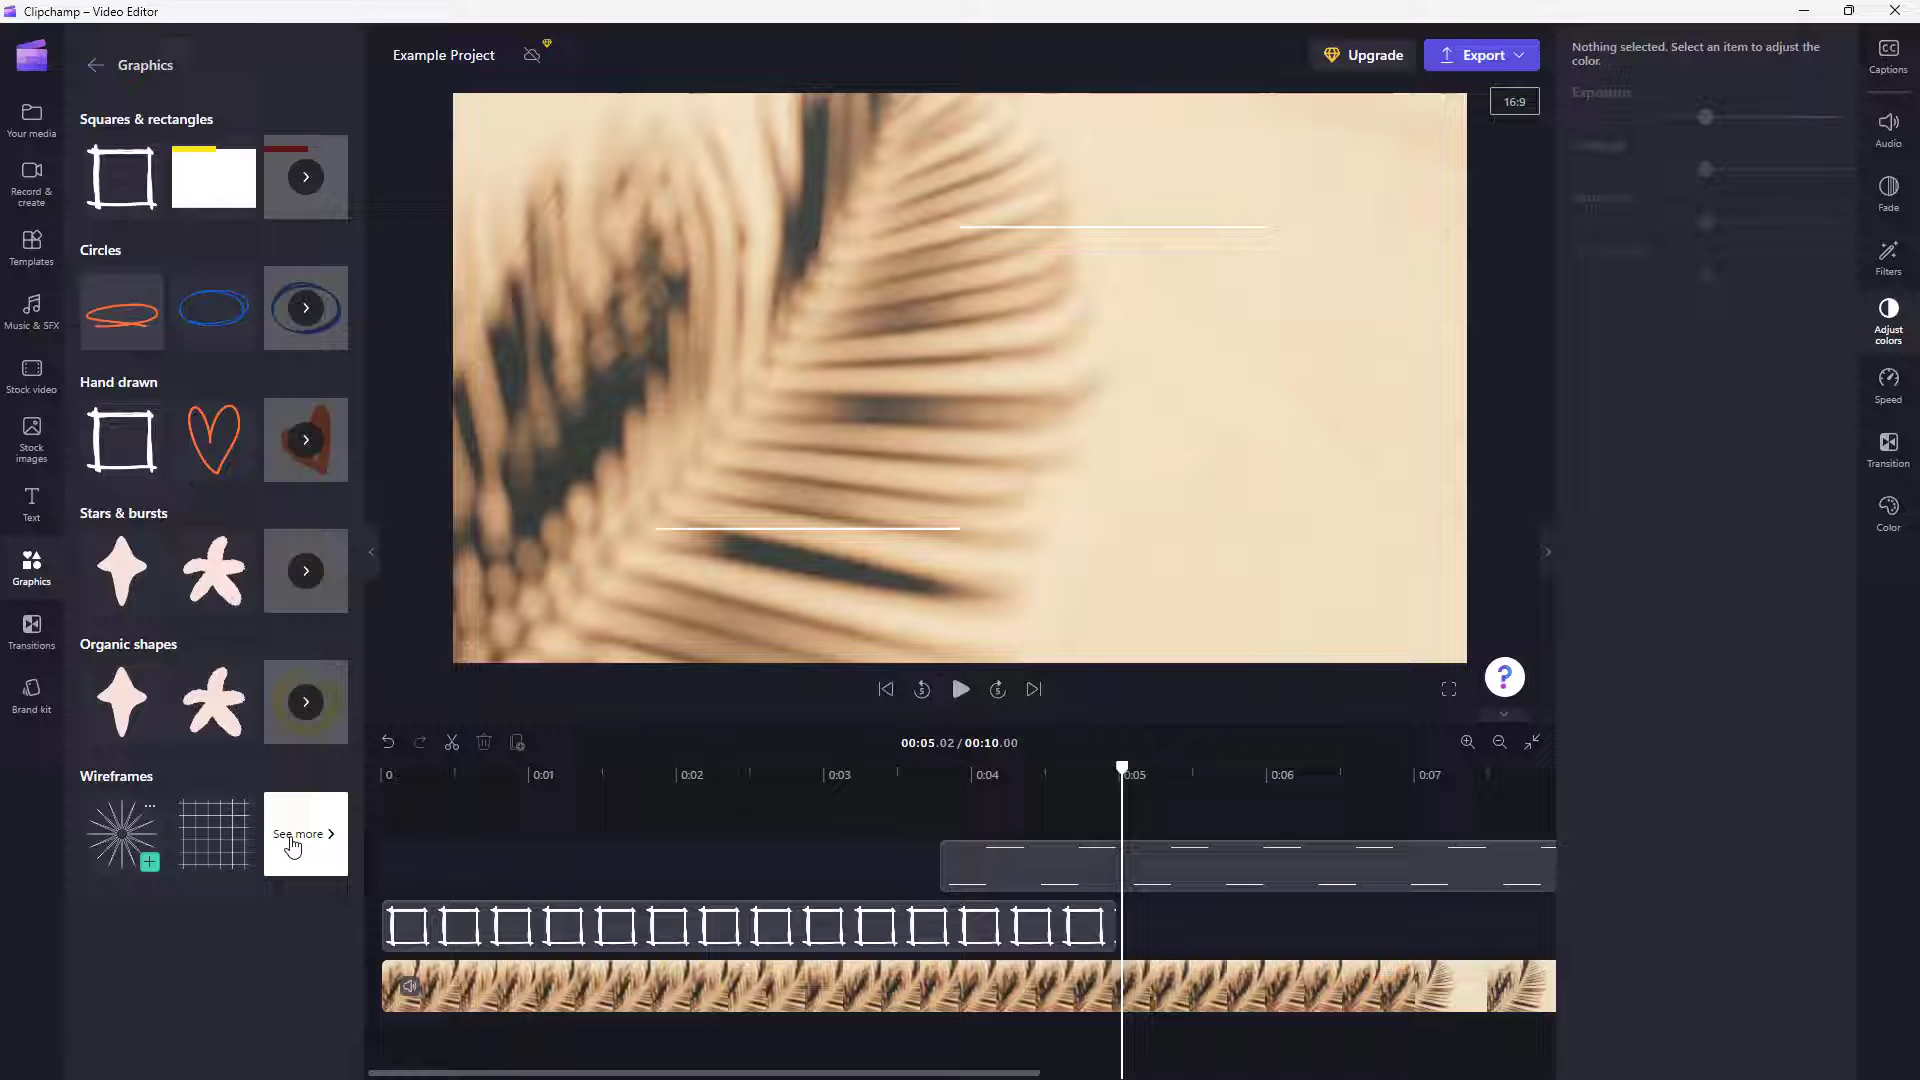 Clipchamp – Video Editor
Example Project
Upgrade
Export
16:9
Graphics
Your media
Record &
create
Templates
Music & SFX
Stock video
Stock
images
Text
Graphics
Transitions
Brand kit
Squares & rectangles
Circles
Hand drawn
Stars & bursts
Organic shapes
Wireframes
See more
5
5
?
00:05.02 / 00:10.00
0
0:01
0:02
0:03
0:04
0:05
0:06
0:07
Nothing selected. Select an item to adjust the
color.
Exposure
CC
Captions
Audio
Fade
Filters
Adjust
colors
Speed
Transition
Color